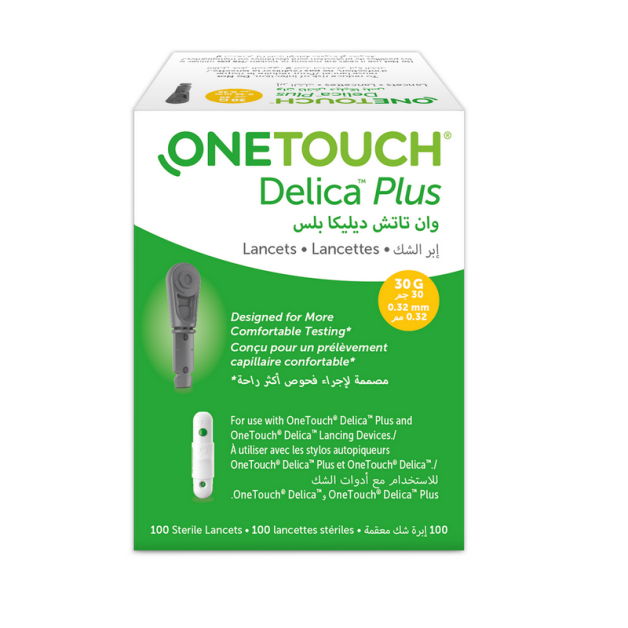 30 G
ONETOUCH
Delica Plus
ONETOUCH®
Delica™ Plus
وان تاتش ديليكا بلس
Lancets • Lancettes • إبر الشك
30 G
30 جم
0.32 mm
0.32 مم
Designed for More
Comfortable Testing*
Conçu pour un prélèvement
capillaire confortable*
مصممة لإجراء فحوص أكثر راحة*
For use with OneTouch® Delica™ Plus and
OneTouch® Delica™ Lancing Devices./
À utiliser avec les stylos autopiqueurs
OneTouch® Delica™ Plus et OneTouch® Delica™./
للاستخدام مع أدوات الشك
OneTouch® Delica™ Plus و OneTouch® Delica™.
100 Sterile Lancets • 100 lancettes stériles • 100 إبرة شك معقمة